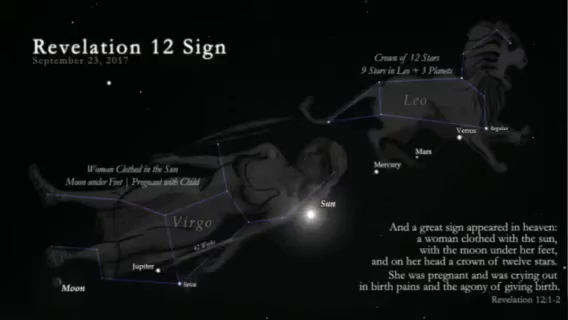 Revelation 12 Sign
September 23, 2017
Crown of 12 Stars
9 Stars in Leo + 3 Planets
Leo
Venus
Regulus
Mars
Mercury
Woman Clothed in the Sun
Moon under Feet | Pregnant with Child
Virgo
Sun
42 Weeks
Jupiter
Spica
Moon
And a great sign appeared in heaven:
a woman clothed with the sun,
with the moon under her feet,
and on her head a crown of twelve stars.
She was pregnant and was crying out
in birth pains and the agony of giving birth.
Revelation 12:1-2